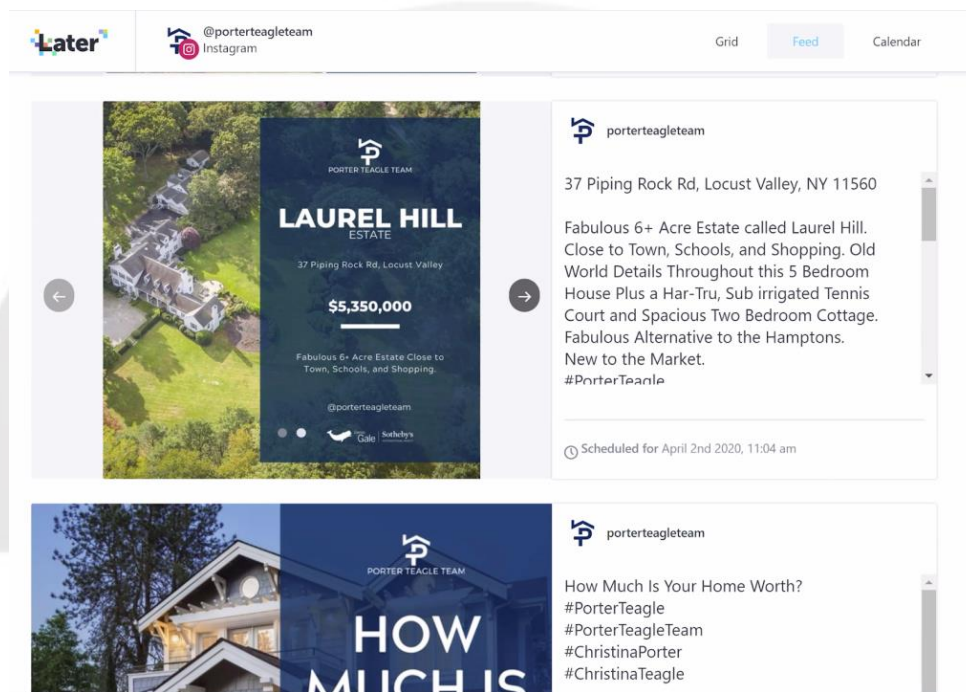 Later
@porterteagleteam
Instagram
Grid
Feed
Calendar
PORTER TEAGLE TEAM
LAUREL HILL
ESTATE
37 Piping Rock Rd, Locust Valley
$5,350,000
Fabulous 6+ Acre Estate Close to
Town, Schools, and Shopping.
@porterteagleteam
Gale
Sotheby's
porterteagleteam
37 Piping Rock Rd, Locust Valley, NY 11560
Fabulous 6+ Acre Estate called Laurel Hill.
Close to Town, Schools, and Shopping. Old
World Details Throughout this 5 Bedroom
House Plus a Har-Tru, Sub irrigated Tennis
Court and Spacious Two Bedroom Cottage.
Fabulous Alternative to the Hamptons.
New to the Market.
#PorterTeagle
Scheduled for April 2nd 2020, 11:04 am
PORTER TEAGLE TEAM
HOW
MUCH IS
porterteagleteam
How Much Is Your Home Worth?
#PorterTeagle
#PorterTeagleTeam
#ChristinaPorter
#ChristinaTeagle